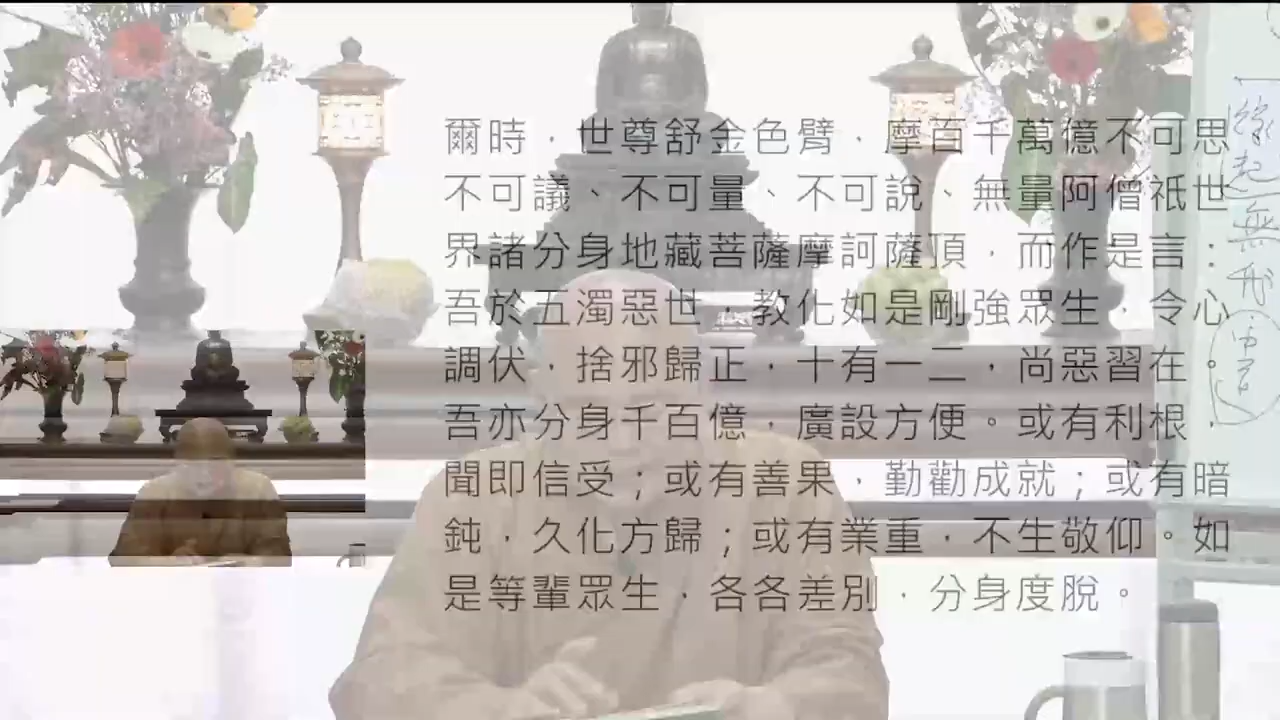 爾時，世尊舒金色臂，摩百千萬億不可思
不可議、不可量、不可說、無量阿僧祇世
界諸分身地藏菩薩摩訶薩頂，而作是言：
吾於五濁惡世，教化如是剛強眾生，令心
調伏，捨邪歸正，十有一二，尚惡習在。
吾亦分身千百億，廣設方便。或有利根，
聞即信受；或有善果，勤勸成就；或有暗
鈍，久化方歸；或有業重，不生敬仰。如
是等輩眾生，各各差別，分身度脫。
緣起無我